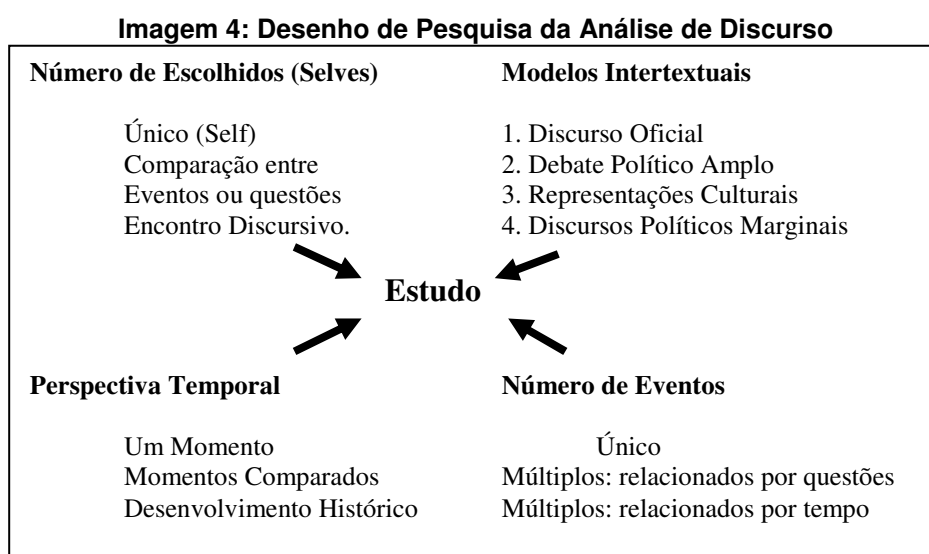 Imagem 4: Desenho de Pesquisa da Análise de Discurso
Número de Escolhidos (Selves)
Único (Self)
Comparação entre
Eventos ou questões
Encontro Discursivo.
Modelos Intertextuais
1. Discurso Oficial
2. Debate Político Amplo
3. Representações Culturais
4. Discursos Políticos Marginais
Estudo
Perspectiva Temporal
Um Momento
Momentos Comparados
Desenvolvimento Histórico
Número de Eventos
Único
Múltiplos: relacionados por questões
Múltiplos: relacionados por tempo